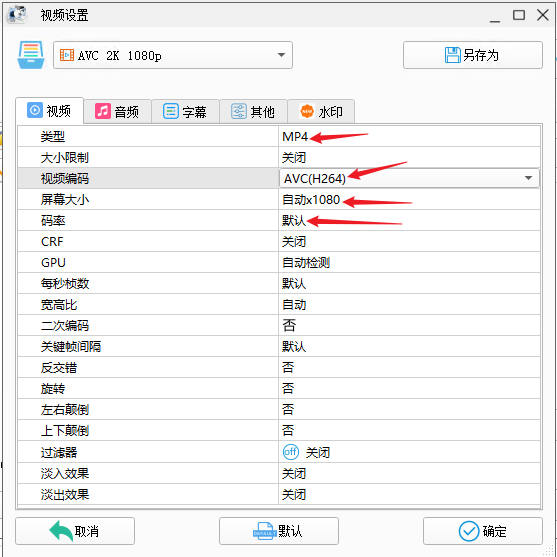 视频设置
AVC 2K 1080p
另存为
视频 音频 字幕 其他 水印
类型 MP4
大小限制 关闭
视频编码 AVC(H264)
屏幕大小 自动x1080
码率 默认
CRF 关闭
GPU 自动检测
每秒桢数 默认
宽高比 自动
二次编码 否
关键帧间隔 默认
反交错 否
旋转 否
左右颠倒 否
上下颠倒 否
过滤器 off 关闭
淡入效果 关闭
淡出效果 关闭
取消 默认 确定